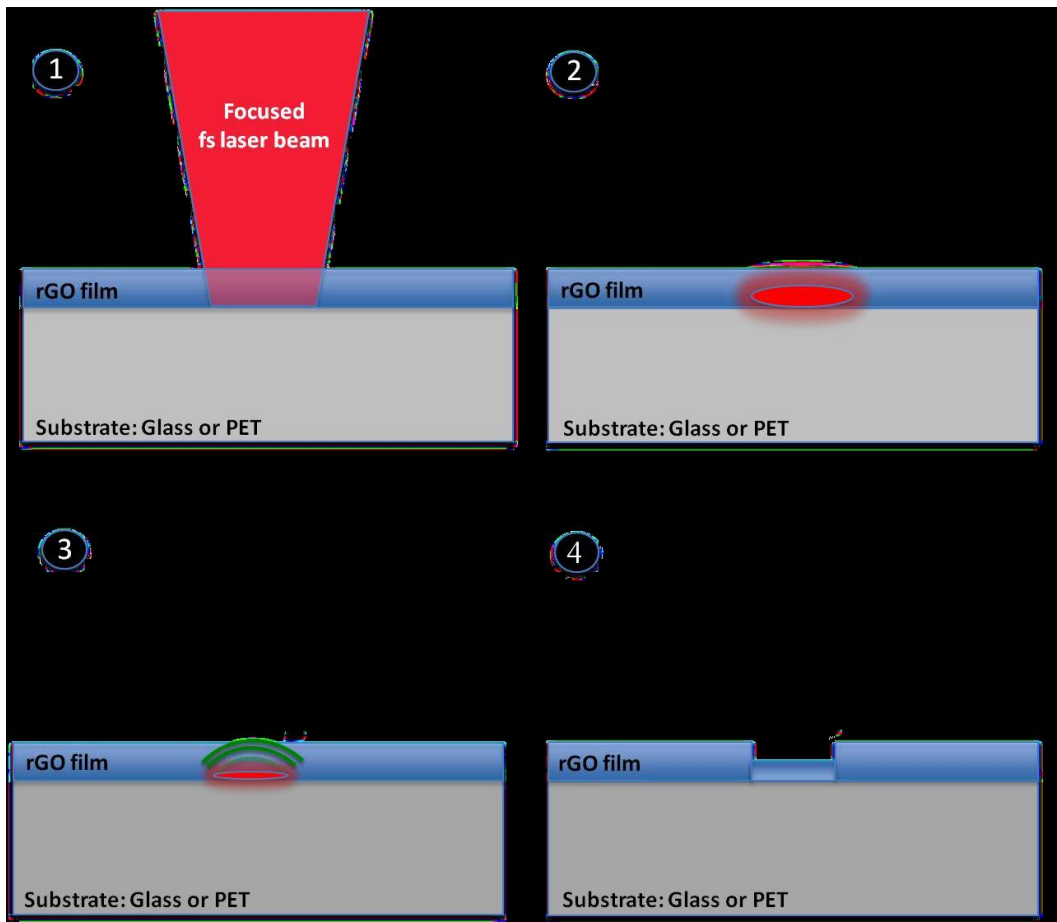 1
Focused
fs laser beam
rGO film
Substrate: Glass or PET
2
rGO film
Substrate: Glass or PET
3
rGO film
Substrate: Glass or PET
4
rGO film
Substrate: Glass or PET